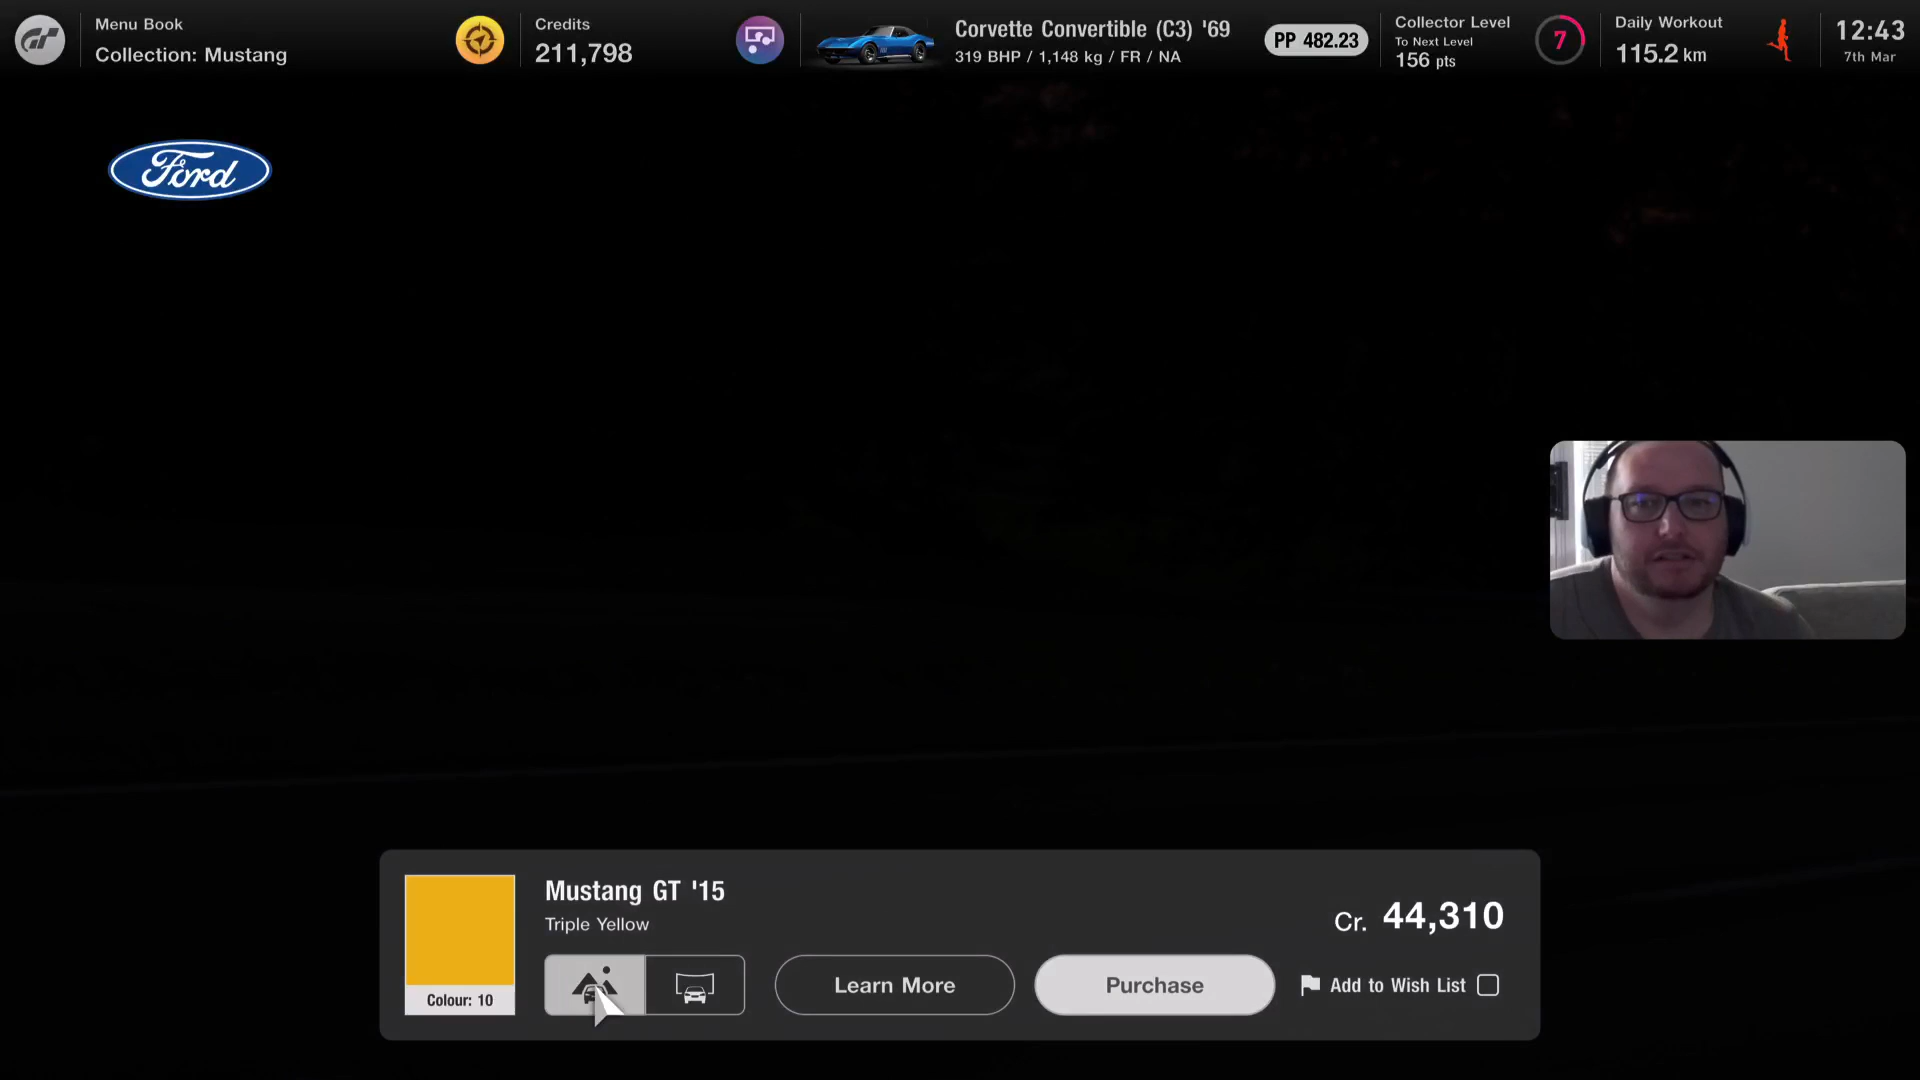 Menu Book
Collection: Mustang
Credits
211,798
Corvette Convertible (C3) '69
319 BHP / 1,148 kg / FR / NA
PP 482.23
Collector Level
To Next Level
156 pts
7
Daily Workout
115.2 km
12:43
7th Mar
Ford
Mustang GT '15
Triple Yellow
Cr. 44,310
Colour: 10
Learn More
Purchase
Add to Wish List